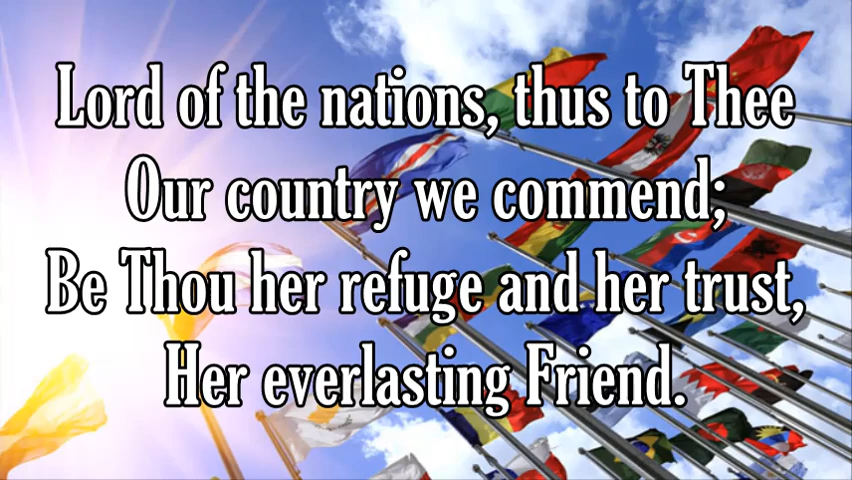 Lord of the nations, thus to Thee
Our country we commend;
Be Thou her refuge and her trust,
Her everlasting Friend.